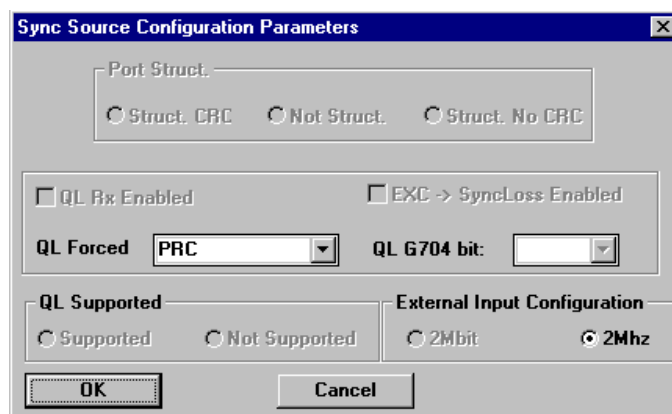 Sync Source Configuration Parameters
Port Struct.
Struct. CRC Not Struct. Struct. No CRC
QL Rx Enabled EXC -> SyncLoss Enabled
QL Forced PRC QL G704 bit:
QL Supported External Input Configuration
Supported Not Supported 2Mbit 2Mhz
OK Cancel